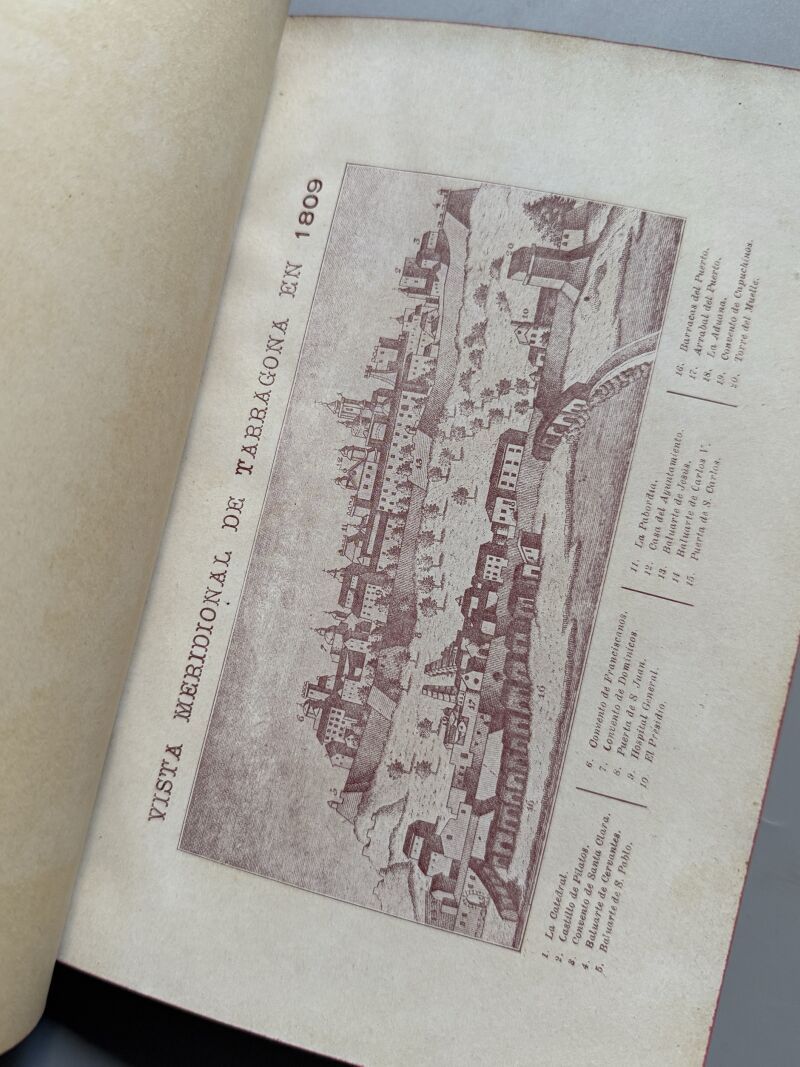 VISTA MERIDIONAL DE TARRAGONA EN 1809
1. La Catedral.
2. Castillo de Pilatos.
3. Convento de Santa Clara.
4. Baluarte de Cervantes.
5. Baluarte de S. Pablo.
6. Convento de Franciscanos.
7. Convento de Dominicos.
8. Puerta de S. Juan.
9. Hospital General.
10. El Presidio.
11. La Pabordía.
12. Casa del Ayuntamiento.
13. Baluarte de Jesús.
14 Baluarte de Carlos V.
15. Puerta de S. Carlos.
16. Barracas del Puerto.
17. Arrabal del Puerto.
18. La Aduana.
19. Convento de Capuchinos.
20. Torre del Muelle.